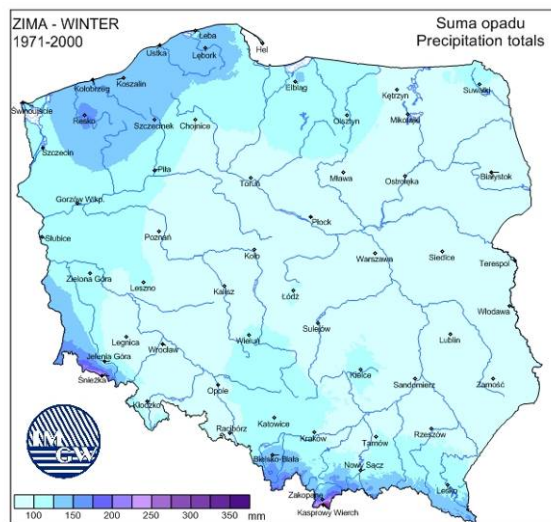 ZIMA - WINTER
1971-2000
Suma opadu
Precipitation totals
Łeba
Ustka
Lębork
Hel
Koszalin
Kołobrzeg
Świnoujście
Resko
Szczecinek
Chojnice
Elbląg
Kętrzyn
Suwałki
Olsztyn
Mikołajki
Szczecin
Piła
Toruń
Mława
Ostrołęka
Białystok
Gorzów Wlkp.
Płock
Słubice
Poznań
Koło
Warszawa
Siedlce
Terespol
Zielona Góra
Leszno
Kalisz
Łódź
Włodawa
Sulejów
Legnica
Wrocław
Wieluń
Lublin
Jelenia Góra
Śnieżka
Opole
Kielce
Sandomierz
Zamość
Kłodzko
Racibórz
Katowice
Kraków
Tarnów
Rzeszów
Bielsko-Biała
Nowy Sącz
Lesko
Zakopane
Kasprowy Wierch
IM
GW
100 150 200 250 300 350 mm